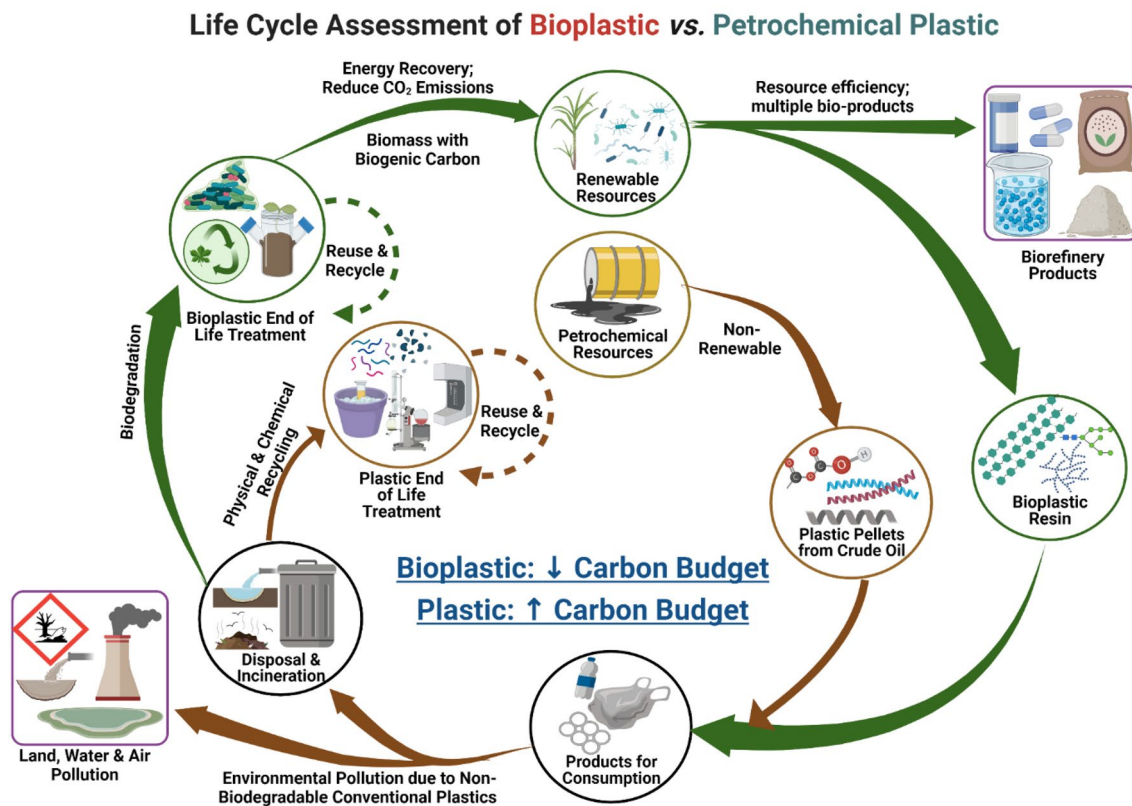 Life Cycle Assessment of Bioplastic vs. Petrochemical Plastic
Energy Recovery;
Reduce CO₂ Emissions
Biomass with
Biogenic Carbon
Renewable
Resources
Resource efficiency;
multiple bio-products
Biorefinery
Products
Reuse &
Recycle
Bioplastic End of
Life Treatment
Petrochemical
Resources
Non-
Renewable
Biodegradation
Physical & Chemical
Recycling
Reuse &
Recycle
Plastic End of
Life Treatment
O
C
O
C
O
H
Plastic Pellets
from Crude Oil
Bioplastic
Resin
Bioplastic: ↓ Carbon Budget
Plastic: ↑ Carbon Budget
Disposal &
Incineration
Products for
Consumption
Land, Water & Air
Pollution
Environmental Pollution due to Non-
Biodegradable Conventional Plastics